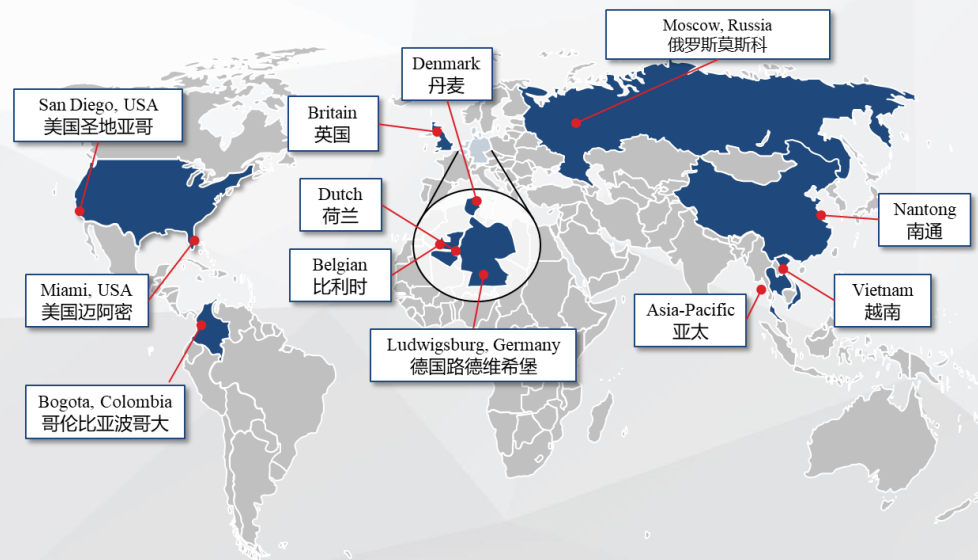 Moscow, Russia
俄罗斯莫斯科
Denmark
丹麦
San Diego, USA
美国圣地亚哥
Britain
英国
Dutch
荷兰
Nantong
南通
Belgian
比利时
Miami, USA
美国迈阿密
Vietnam
越南
Asia-Pacific
亚太
Ludwigsburg, Germany
德国路德维希堡
Bogota, Colombia
哥伦比亚波哥大